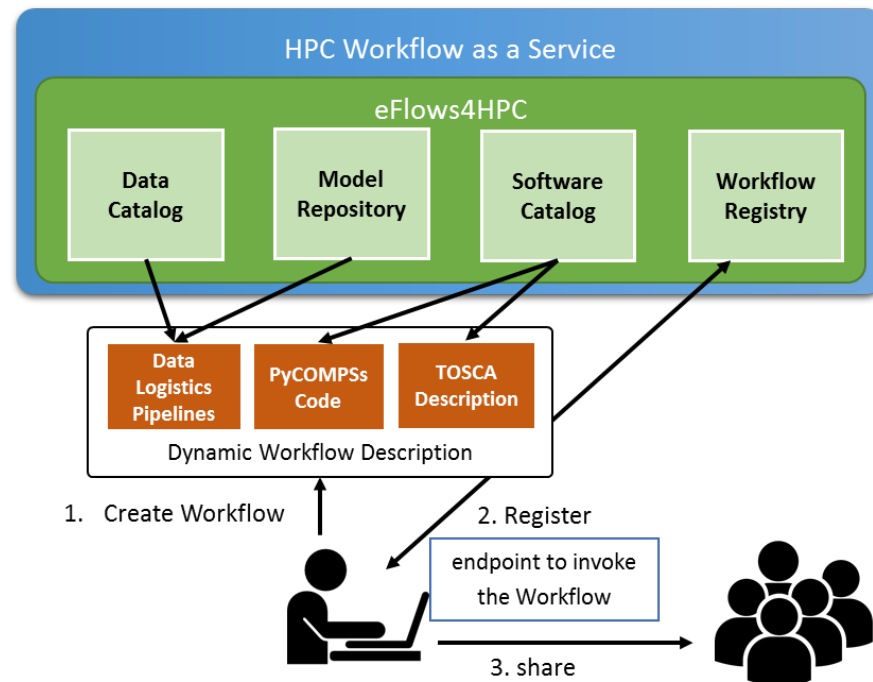 HPC Workflow as a Service
eFlows4HPC
Data
Catalog
Model
Repository
Software
Catalog
Workflow
Registry
Data
Logistics
Pipelines
PyCOMPSs
Code
TOSCA
Description
Dynamic Workflow Description
1. Create Workflow
2. Register
endpoint to invoke
the Workflow
3. share